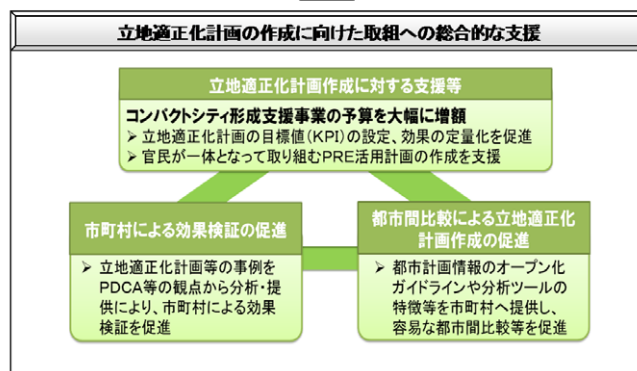 立地適正化計画の作成に向けた取組への総合的な支援
立地適正化計画作成に対する支援等
コンパクトシティ形成支援事業の予算を大幅に増額
➢ 立地適正化計画の目標値(KPI)の設定、効果の定量化を促進
➢ 官民が一体となって取り組むPRE活用計画の作成を支援
市町村による効果検証の促進
➢ 立地適正化計画等の事例を
PDCA等の観点から分析・提
供により、市町村による効果
検証を促進
都市間比較による立地適正化
計画作成の促進
➢ 都市計画情報のオープン化
ガイドラインや分析ツールの
特徴等を市町村へ提供し、
容易な都市間比較等を促進